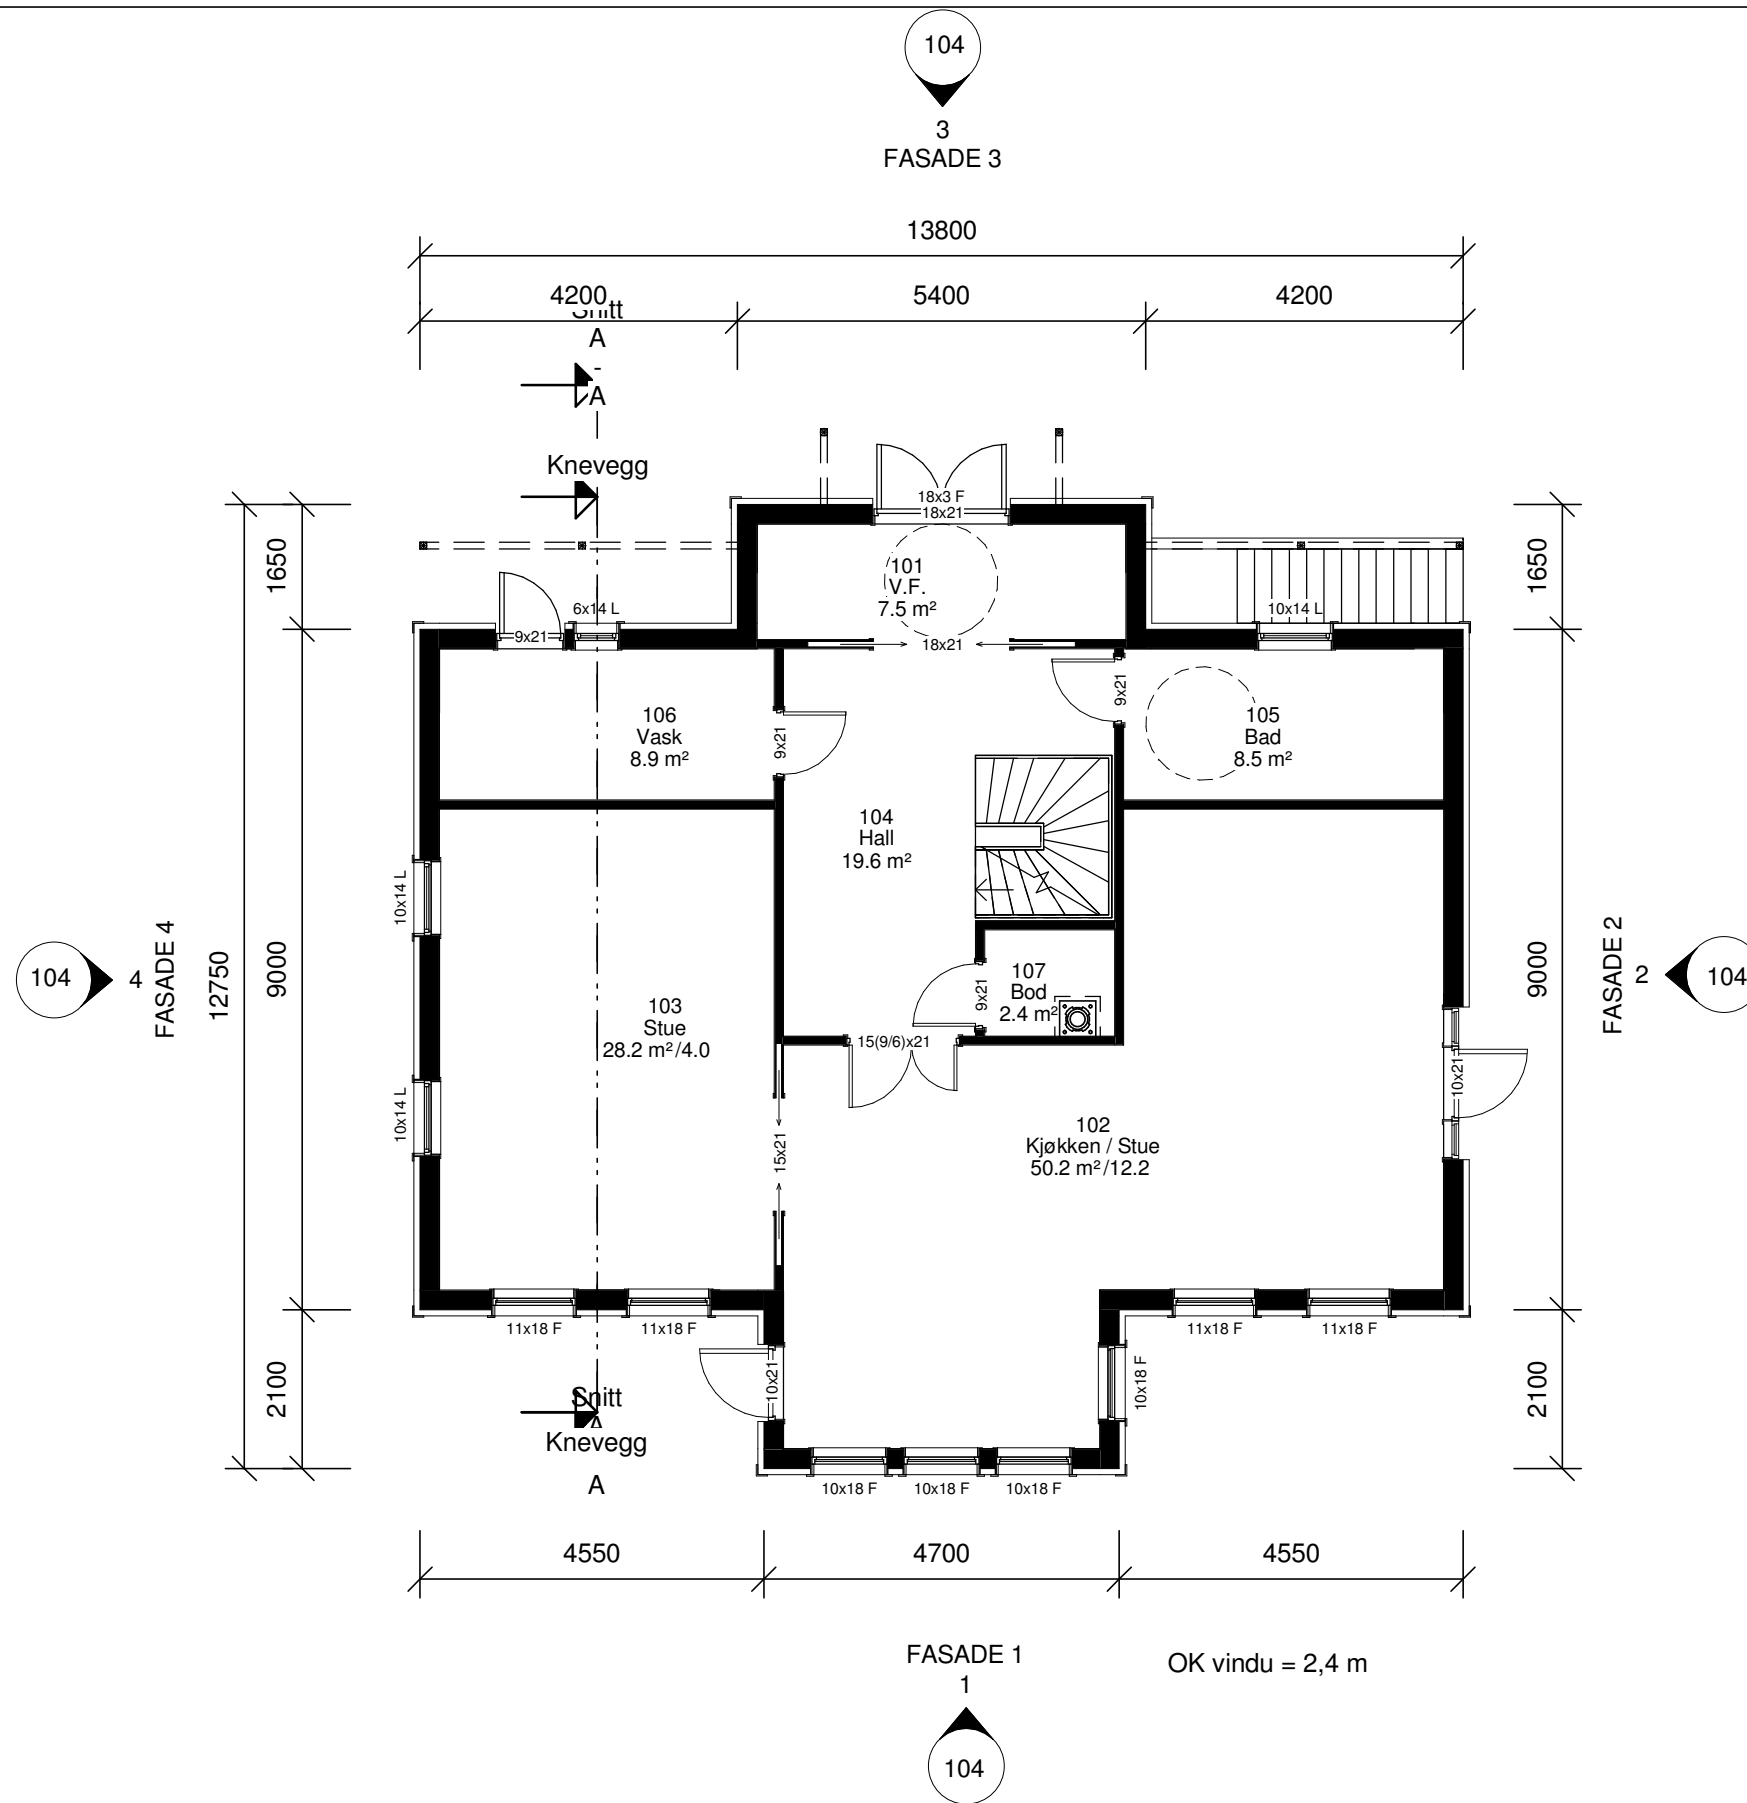 104
3
FASADE 3
13800
4200
5400
4200
Snitt
A
-
A
Knevegg
18x3 F
18x21
1650
1650
101
V.F.
7.5 m²
6x14 L
10x14 L
9x21
18x21
9x21
106
Vask
8.9 m²
9x21
105
Bad
8.5 m²
104
Hall
19.6 m²
10x14 L
104
4
FASADE 4
12750
9000
107
Bod
2.4 m²
9x21
9000
FASADE 2
2
104
103
Stue
28.2 m²/4.0
15(9/6)x21
10x21
10x14 L
15x21
102
Kjøkken / Stue
50.2 m²/12.2
11x18 F
11x18 F
11x18 F
11x18 F
2100
10x21
10x18 F
2100
Snitt
A
Knevegg
A
10x18 F
10x18 F
10x18 F
4550
4700
4550
FASADE 1
1
OK vindu = 2,4 m
104